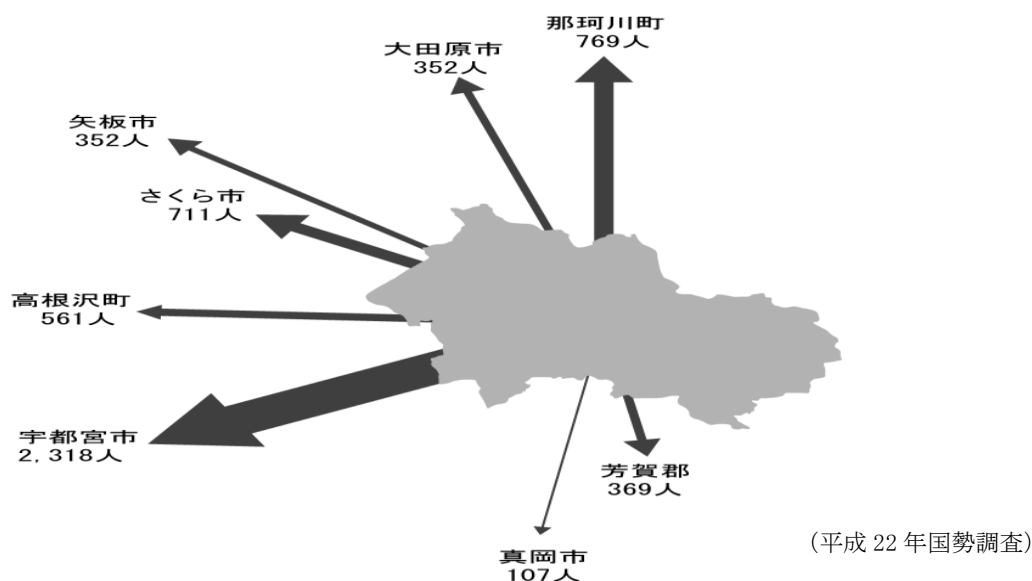 那珂川町
769人
大田原市
352人
矢板市
352人
さくら市
711人
高根沢町
561人
宇都宮市
2,318人
芳賀郡
369人
真岡市
107人
（平成 22 年国勢調査）